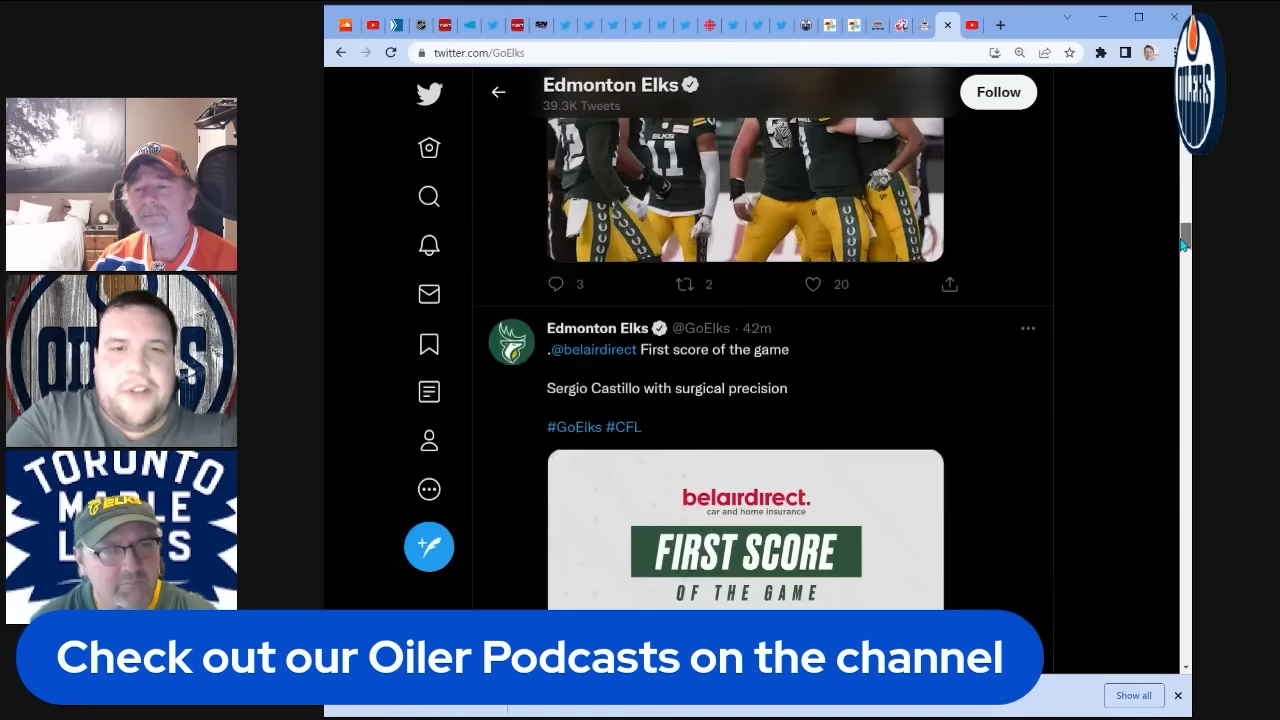 twitter.com/GoElks
OILERS
Edmonton Elks
39.3K Tweets
Follow
ELKS
11
3
2
20
Edmonton Elks @GoElks · 42m
.@belairdirect First score of the game
Sergio Castillo with surgical precision
#GoElks #CFL
belairdirect.
car and home insurance
FIRST SCORE
OF THE GAME
TORONTO
MAPLE
ELKS
Check out our Oiler Podcasts on the channel
Show all